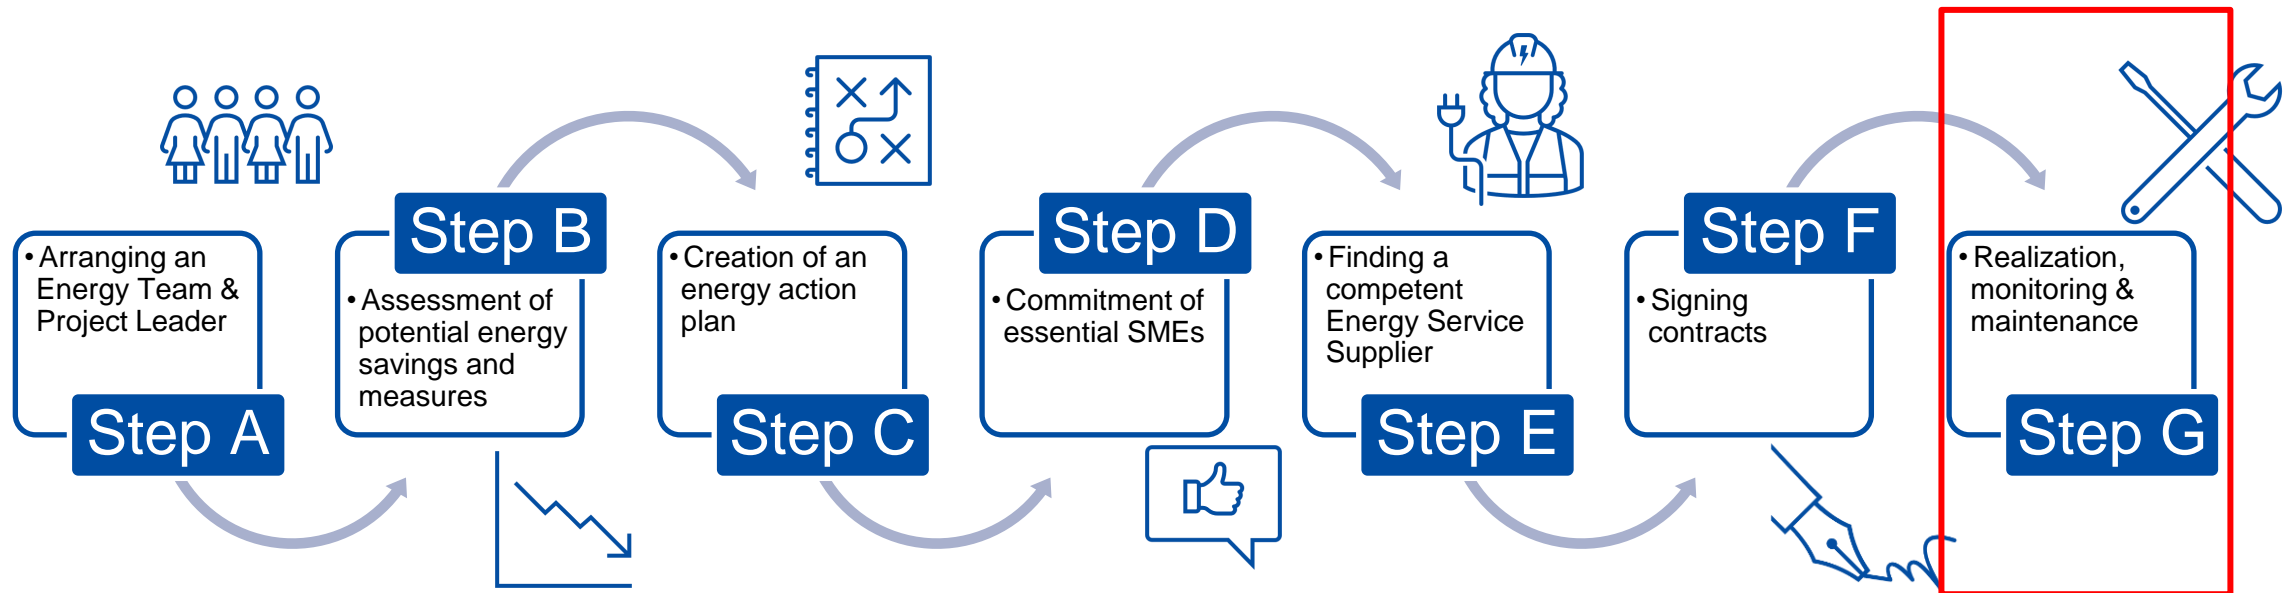 • Arranging an
Energy Team &
Project Leader
Step A
Step B
• Assessment of
potential energy
savings and
measures
• Creation of an
energy action
plan
Step C
Step D
• Commitment of
essential SMEs
• Finding a
competent
Energy Service
Supplier
Step E
Step F
• Signing
contracts
• Realization,
monitoring &
maintenance
Step G